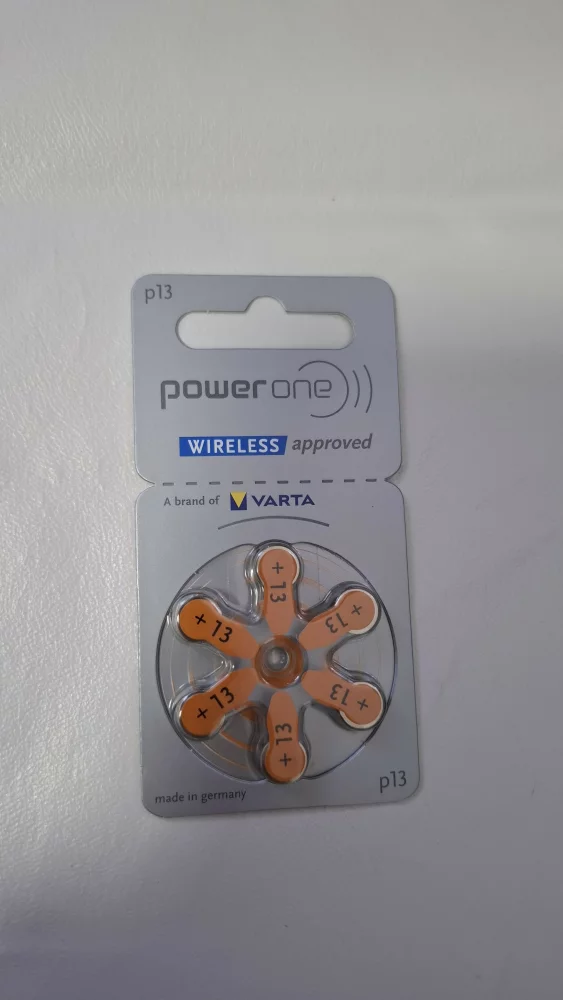 p13
power one
WIRELESS approved
A brand of VARTA
+ 13
+ 13
+ 13
+ 13
+ 13
+ 13
made in germany
p13